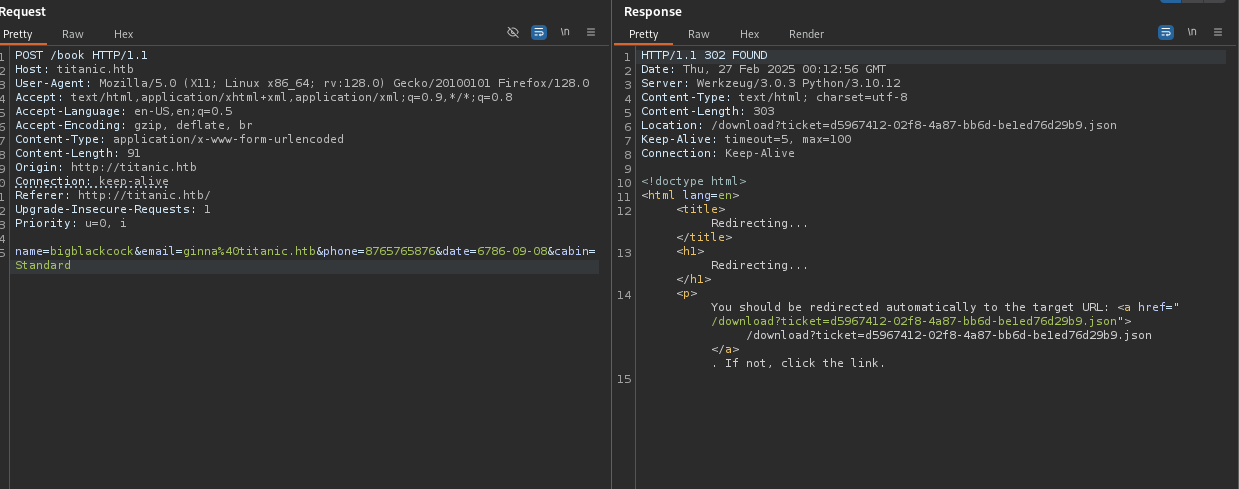 Request
Pretty Raw Hex
\n
1 POST /book HTTP/1.1
2 Host: titanic.htb
3 User-Agent: Mozilla/5.0 (X11; Linux x86_64; rv:128.0) Gecko/20100101 Firefox/128.0
4 Accept: text/html,application/xhtml+xml,application/xml;q=0.9,*/*;q=0.8
5 Accept-Language: en-US,en;q=0.5
6 Accept-Encoding: gzip, deflate, br
7 Content-Type: application/x-www-form-urlencoded
8 Content-Length: 91
9 Origin: http://titanic.htb
0 Connection: keep-alive
1 Referer: http://titanic.htb/
2 Upgrade-Insecure-Requests: 1
3 Priority: u=0, i
4
5 name=bigblackcock&email=ginna%40titanic.htb&phone=8765765876&date=6786-09-08&cabin=
Standard
Response
Pretty Raw Hex Render
\n
1 HTTP/1.1 302 FOUND
2 Date: Thu, 27 Feb 2025 00:12:56 GMT
3 Server: Werkzeug/3.0.3 Python/3.10.12
4 Content-Type: text/html; charset=utf-8
5 Content-Length: 303
6 Location: /download?ticket=d5967412-02f8-4a87-bb6d-be1ed76d29b9.json
7 Keep-Alive: timeout=5, max=100
8 Connection: Keep-Alive
9
10 <!doctype html>
11 <html lang=en>
12 <title>
Redirecting...
</title>
13 <h1>
Redirecting...
</h1>
14 <p>
You should be redirected automatically to the target URL: <a href="
/download?ticket=d5967412-02f8-4a87-bb6d-be1ed76d29b9.json">
/download?ticket=d5967412-02f8-4a87-bb6d-be1ed76d29b9.json
</a>
. If not, click the link.
15